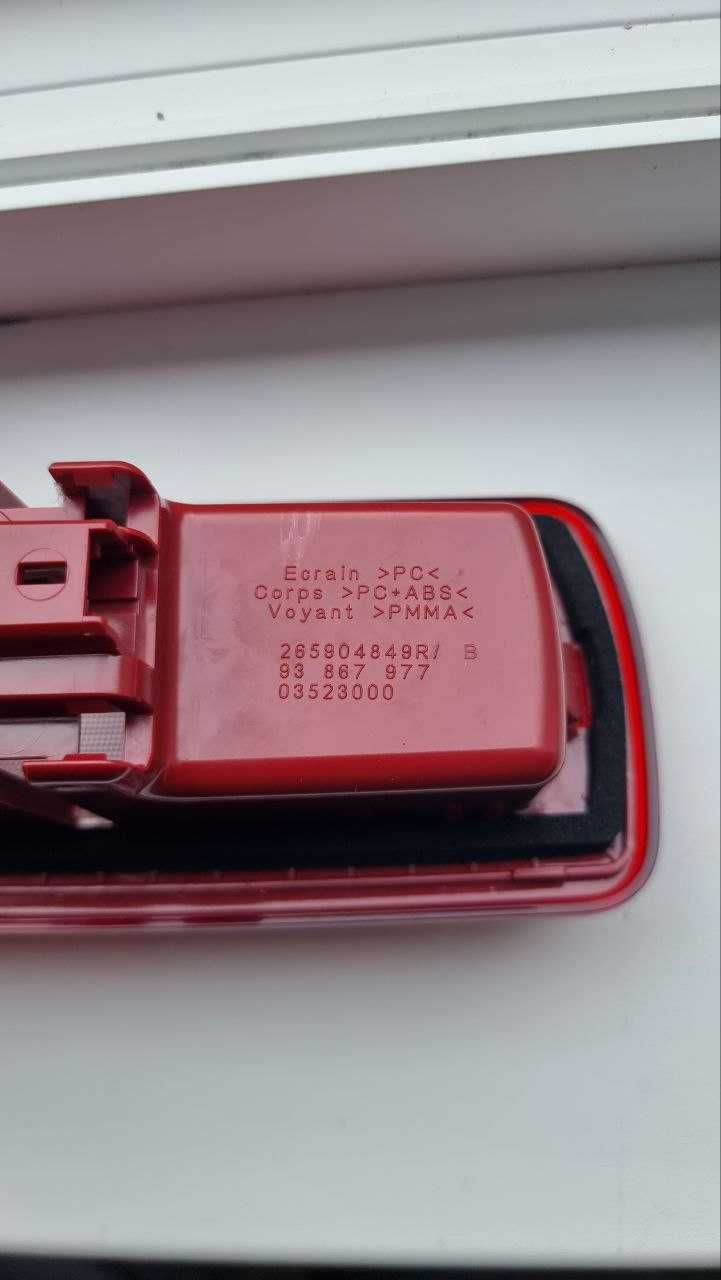 Ecrain >PC<
Corps >PC+ABS<
Voyant >PMMA<
265904849R/ B
93 867 977
03523000